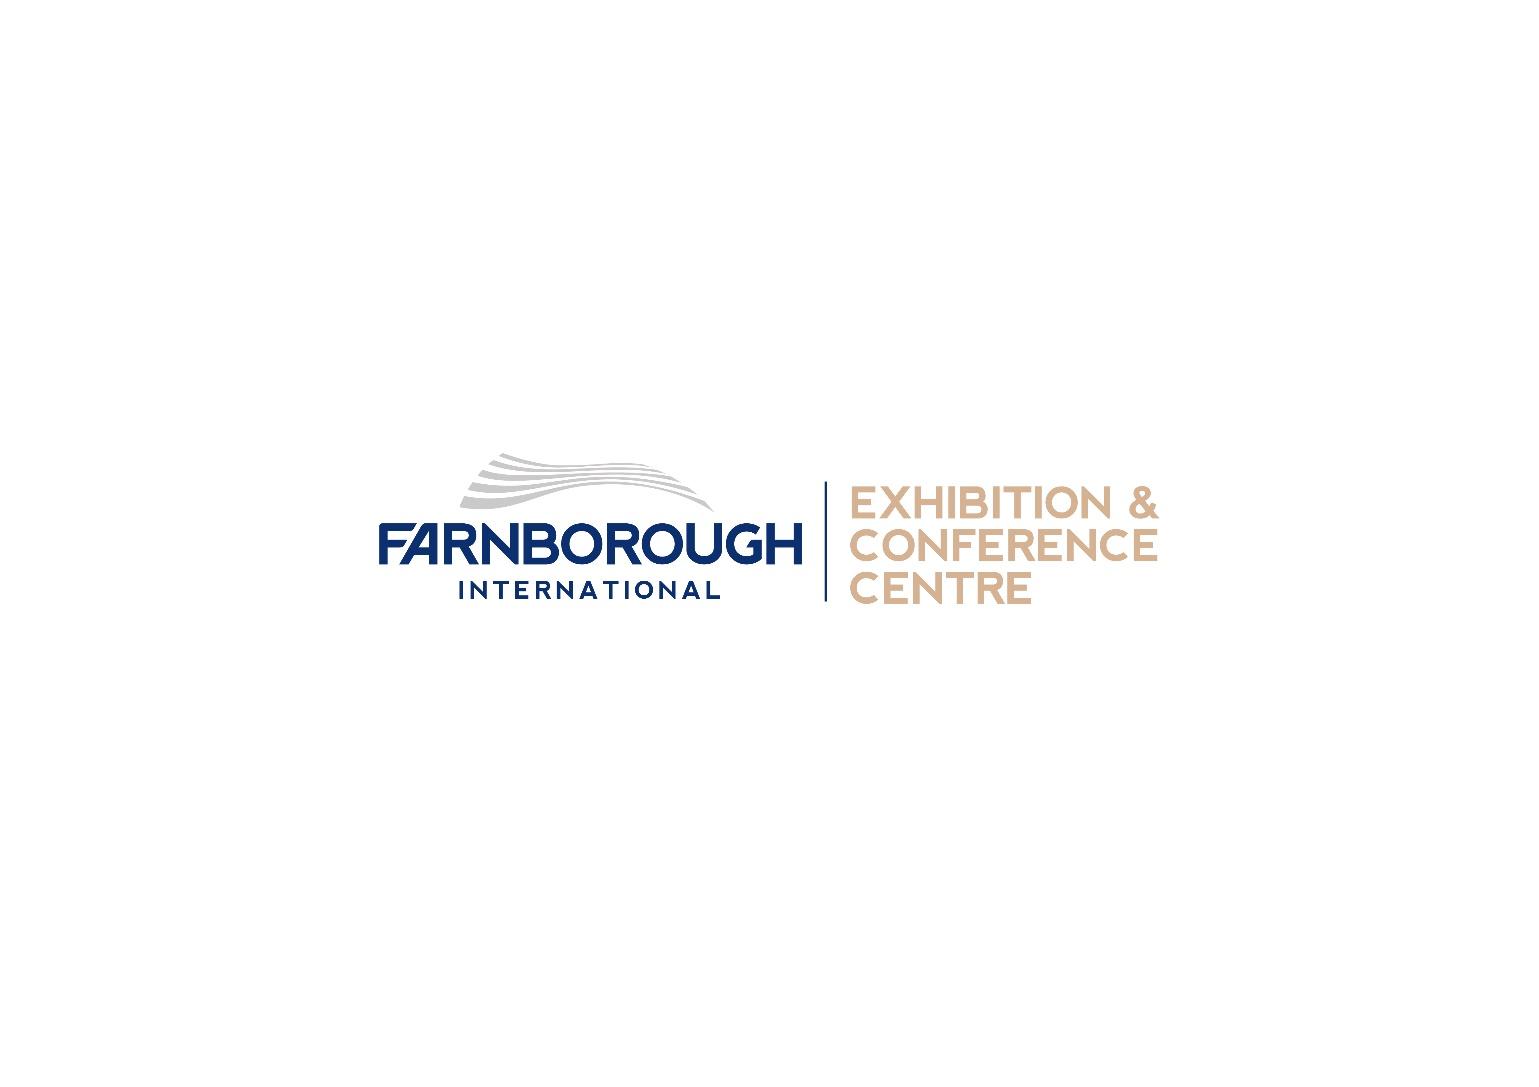 FARNBOROUGH
INTERNATIONAL
EXHIBITION &
CONFERENCE
CENTRE